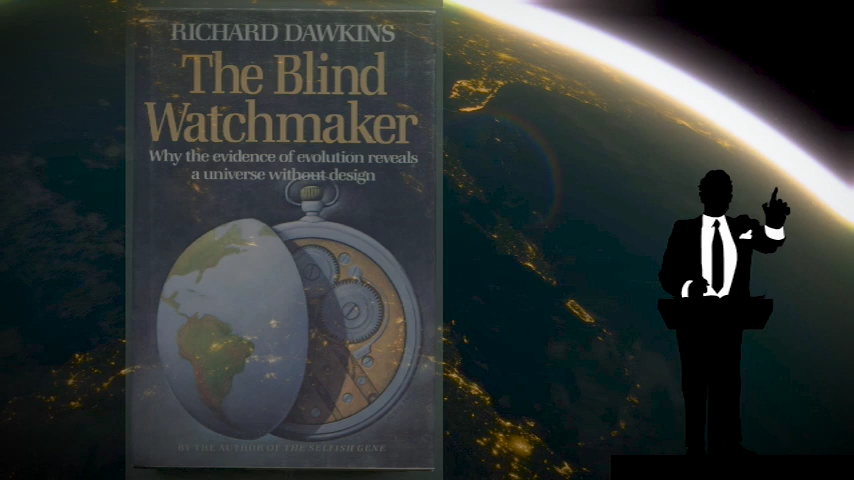 RICHARD DAWKINS
The Blind
Watchmaker
Why the evidence of evolution reveals
a universe without design
BY THE AUTHOR OF THE SELFISH GENE